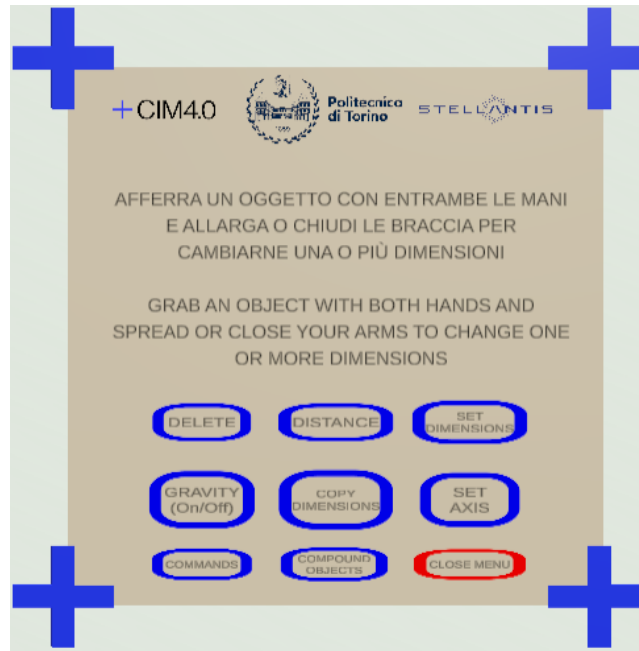 +CIM4.0
Politecnico
di Torino
STELLANTIS
AFFERRA UN OGGETTO CON ENTRAMBE LE MANI
E ALLARGA O CHIUDI LE BRACCIA PER
CAMBIARNE UNA O PIÙ DIMENSIONI
GRAB AN OBJECT WITH BOTH HANDS AND
SPREAD OR CLOSE YOUR ARMS TO CHANGE ONE
OR MORE DIMENSIONS
DELETE
DISTANCE
SET
DIMENSIONS
GRAVITY
(On/Off)
COPY
DIMENSIONS
SET
AXIS
COMMANDS
COMPOUND
OBJECTS
CLOSE MENU